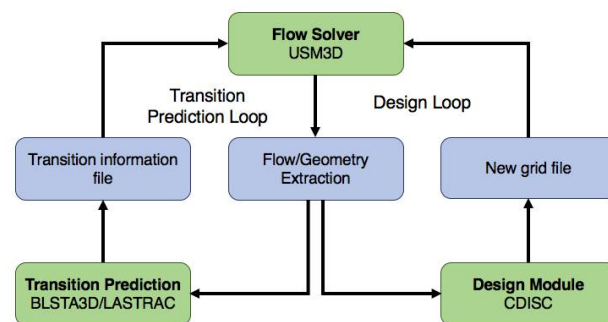 Flow Solver
USM3D
Transition
Prediction Loop
Design Loop
Transition information
file
Flow/Geometry
Extraction
New grid file
Transition Prediction
BLSTA3D/LASTRAC
Design Module
CDISC